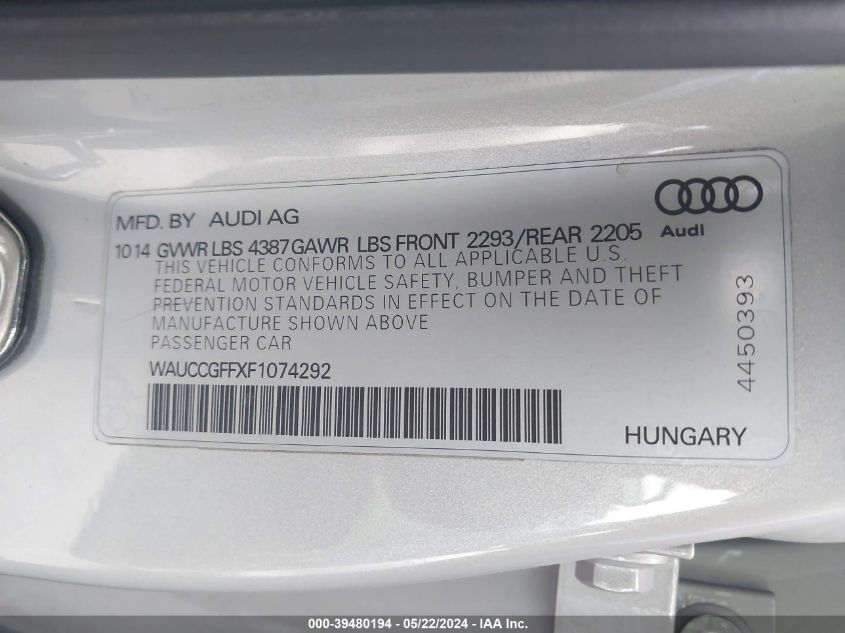 MFD. BY AUDI AG
10 14 GVWR LBS 4387 GAWR LBS FRONT 2293/REAR 2205
Audi
THIS VEHICLE CONFORMS TO ALL APPLICABLE U.S.
FEDERAL MOTOR VEHICLE SAFETY, BUMPER AND THEFT
PREVENTION STANDARDS IN EFFECT ON THE DATE OF
MANUFACTURE SHOWN ABOVE
PASSENGER CAR
WAUCCGFFXF1074292
4450393
HUNGARY
000-39480194 - 05/22/2024 - IAA Inc.